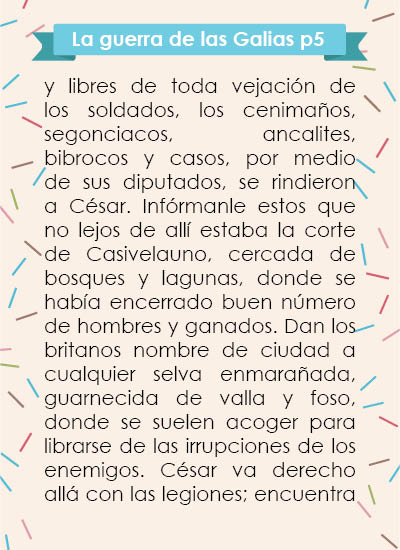 La guerra de las Galias p5
y libres de toda vejación de
los soldados, los cenimaños,
segonciacos, ancalites,
bibrocos y casos, por medio
de sus diputados, se rindieron
a César. Infórmanle estos que
no lejos de allí estaba la corte
de Casivelauno, cercada de
bosques y lagunas, donde se
había encerrado buen número
de hombres y ganados. Dan los
britanos nombre de ciudad a
cualquier selva enmarañada,
guarnecida de valla y foso,
donde se suelen acoger para
librarse de las irrupciones de los
enemigos. César va derecho
allá con las legiones; encuentra